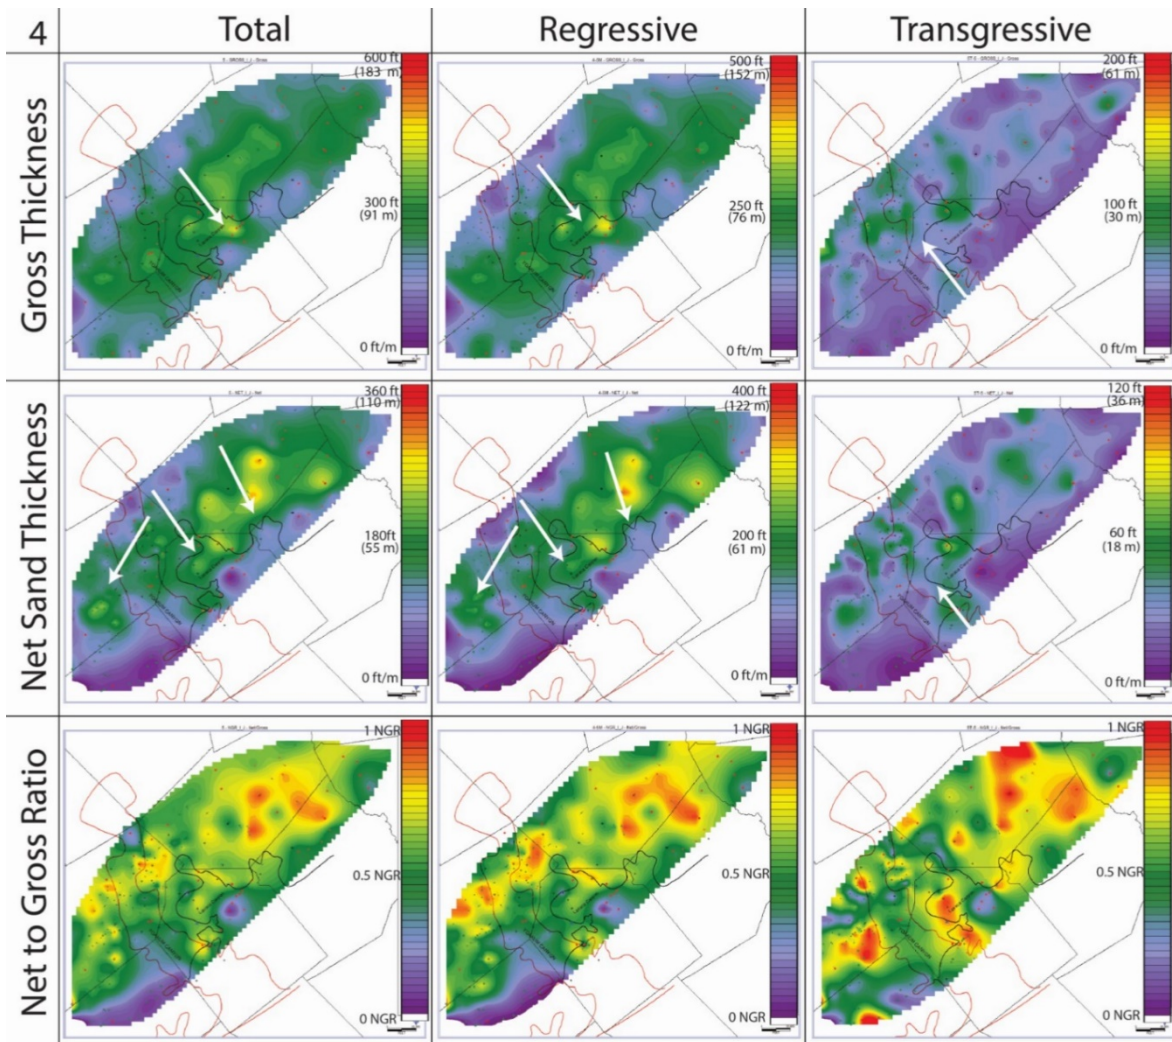 4
Total
Regressive
Transgressive
Gross Thickness
600 ft
(183 m)
300 ft
(91 m)
0 ft/m
500 ft
(152 m)
250 ft
(76 m)
0 ft/m
200 ft
(61 m)
100 ft
(30 m)
0 ft/m
Net Sand Thickness
360 ft
(110 m)
180ft
(55 m)
0 ft/m
400 ft
(122 m)
200 ft
(61 m)
0 ft/m
120 ft
(36 m)
60 ft
(18 m)
0 ft/m
Net to Gross Ratio
1 NGR
0.5 NGR
0 NGR
1 NGR
0.5 NGR
0 NGR
1 NGR
0.5 NGR
0 NGR